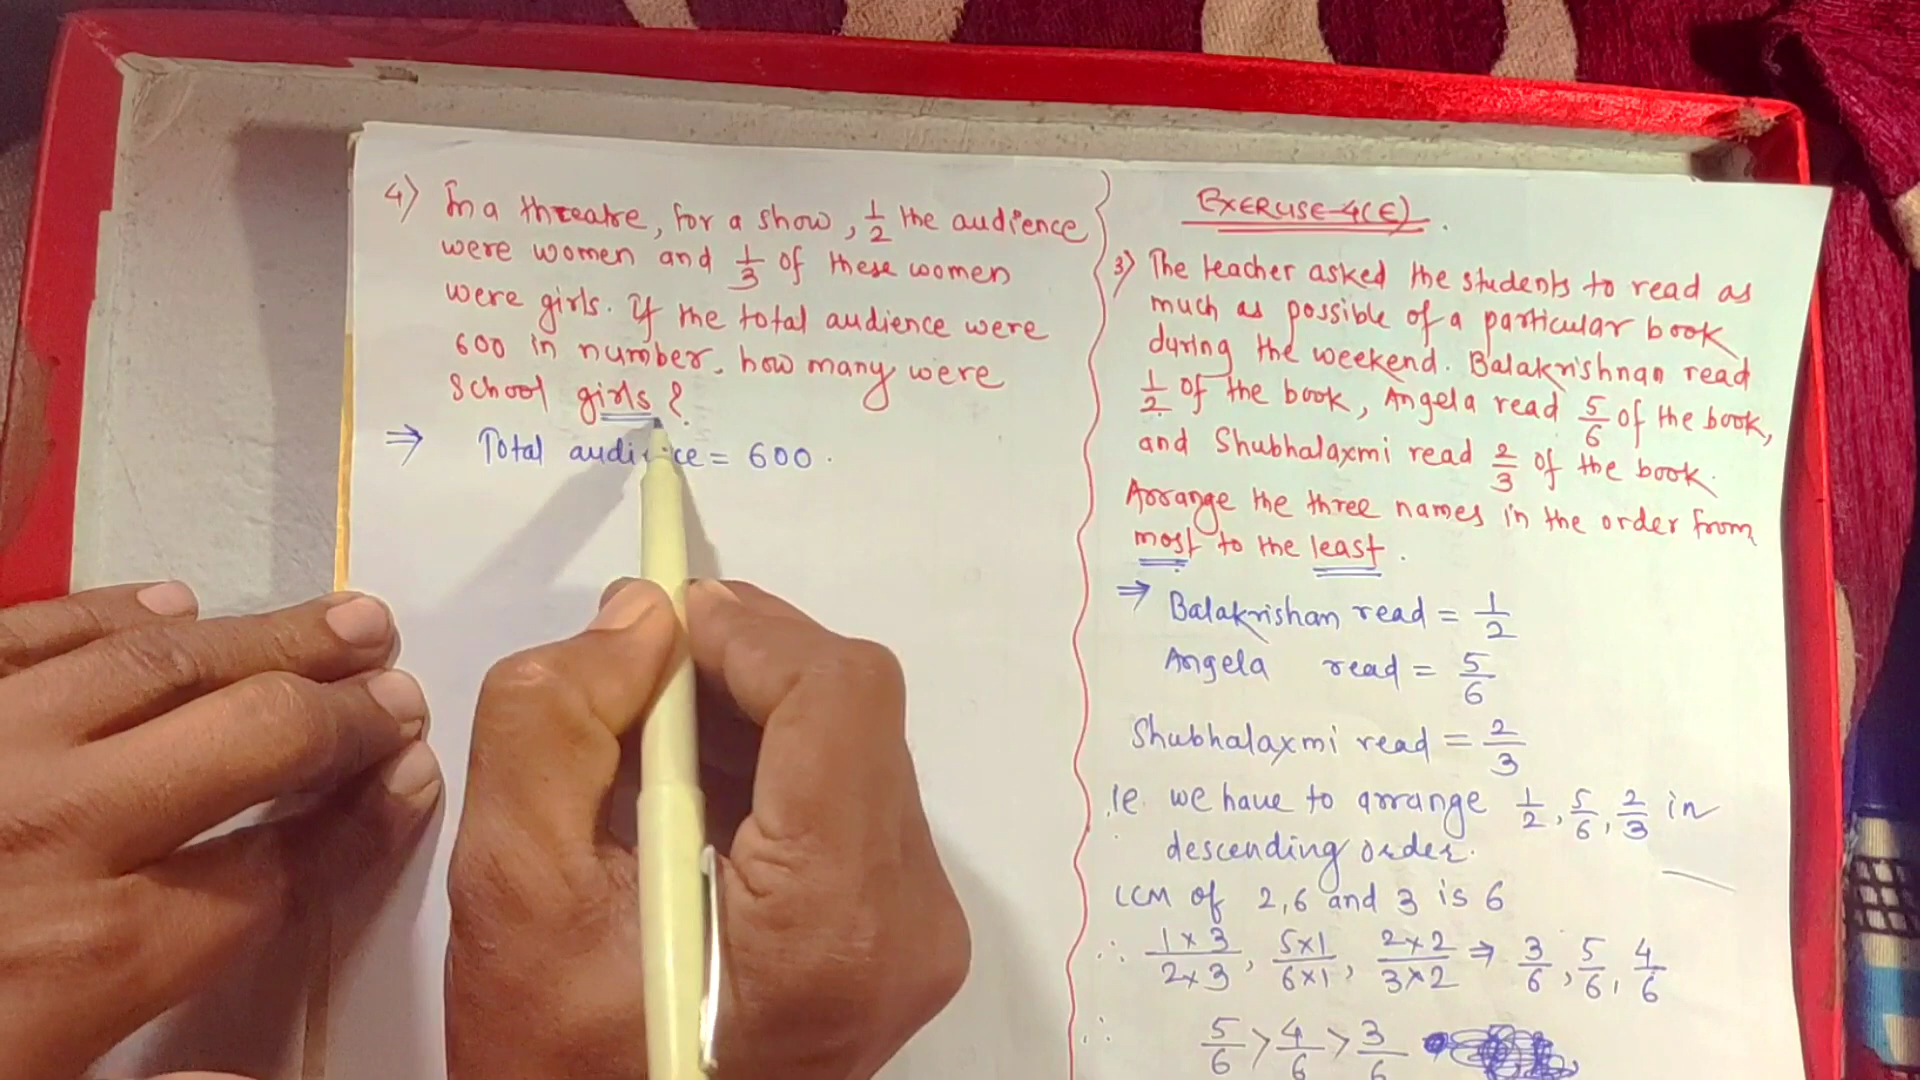 4) In a threatre, for a show, 1/2 the audience
were women and 1/3 of these women
were girls. If the total audience were
600 in number, how many were
School girls?
⇒ Total audience = 600.
EXERCISE-4(E).
3) The teacher asked the students to read as
much as possible of a particular book
during the weekend. Balakrishnan read
1/2 of the book, Angela read 5/6 of the book,
and Shubhalaxmi read 2/3 of the book.
Arrange the three names in the order from
most to the least.
⇒ Balakrishan read = 1/2
Angela read = 5/6
Shubhalaxmi read = 2/3
ie. we have to arrange 1/2, 5/6, 2/3 in
descending order.
LCM of 2,6 and 3 is 6
∴ 1×3/2×3, 5×1/6×1, 2×2/3×2 ⇒ 3/6, 5/6, 4/6
∴ 5/6 > 4/6 > 3/6